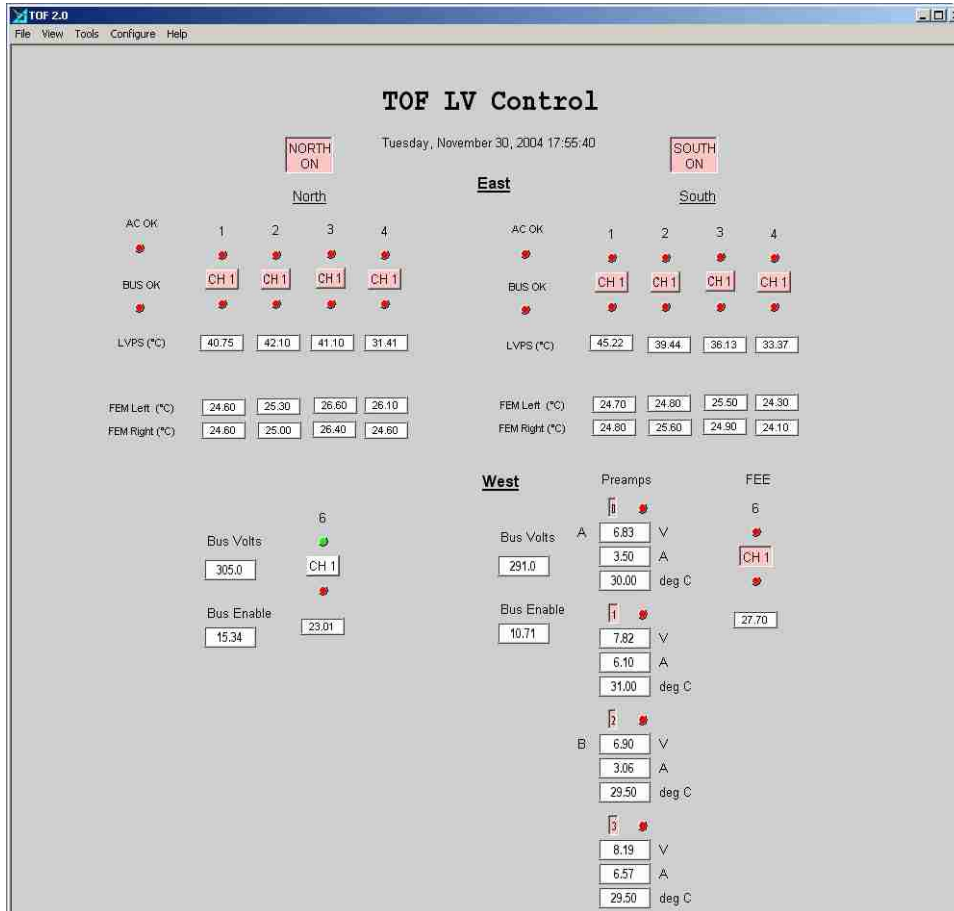 TOF 2.0
File View Tools Configure Help
TOF LV Control
Tuesday, November 30, 2004 17:55:40
NORTH ON
SOUTH ON
East
North
South
AC OK 1 2 3 4
AC OK 1 2 3 4
BUS OK CH 1 CH 1 CH 1 CH 1
BUS OK CH 1 CH 1 CH 1 CH 1
LVPS (°C) 40.75 42.10 41.10 31.41
LVPS (°C) 45.22 39.44 36.13 33.37
FEM Left (°C) 24.60 25.30 26.60 26.10
FEM Left (°C) 24.70 24.80 25.50 24.30
FEM Right (°C) 24.60 25.00 26.40 24.60
FEM Right (°C) 24.80 25.60 24.90 24.10
West
Preamps
FEE
6
6
Bus Volts
305.0
CH 1
Bus Enable
15.34
23.01
Bus Volts
291.0
Bus Enable
10.71
0
A 6.83 V
3.50 A
30.00 deg C
CH 1
27.70
1
7.82 V
6.10 A
31.00 deg C
2
B 6.90 V
3.06 A
29.50 deg C
3
8.19 V
6.57 A
29.50 deg C